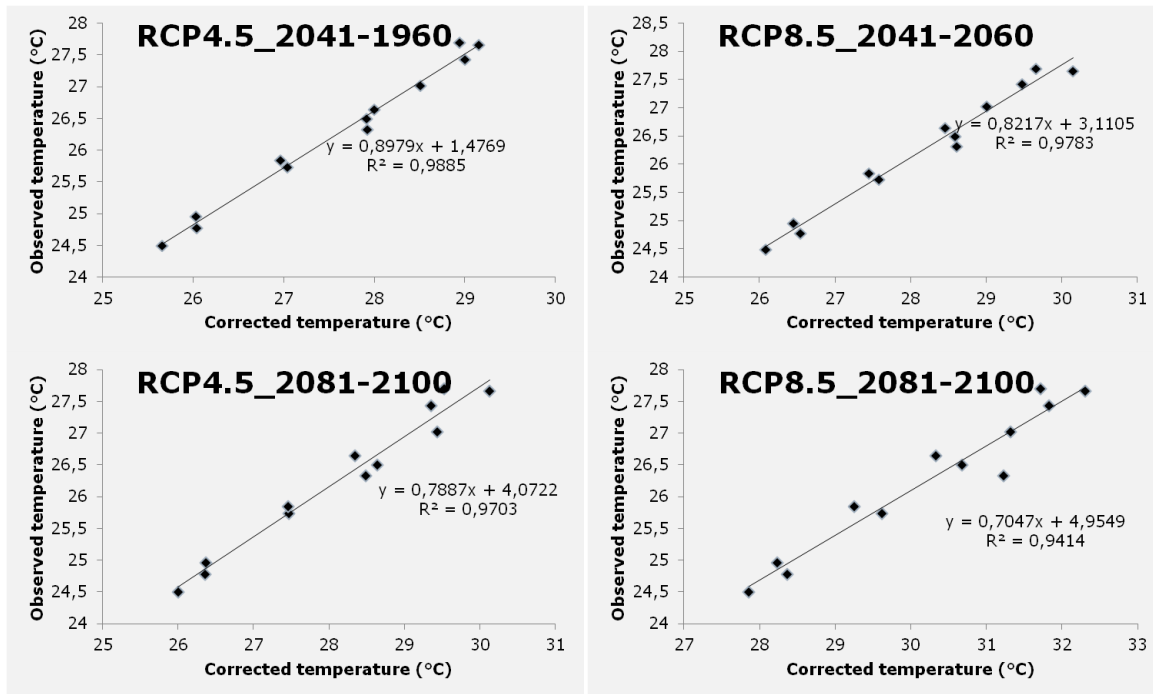 RCP4.5_2041-1960
Observed temperature (°C)
28
27,5
27
26,5
26
25,5
25
24,5
24
y = 0,8979x + 1,4769
R² = 0,9885
25 26 27 28 29 30
Corrected temperature (°C)
RCP8.5_2041-2060
Observed temperature (°C)
28,5
28
27,5
27
26,5
26
25,5
25
24,5
24
y = 0,8217x + 3,1105
R² = 0,9783
25 26 27 28 29 30 31
Corrected temperature (°C)
RCP4.5_2081-2100
Observed temperature (°C)
28
27,5
27
26,5
26
25,5
25
24,5
24
y = 0,7887x + 4,0722
R² = 0,9703
25 26 27 28 29 30 31
Corrected temperature (°C)
RCP8.5_2081-2100
Observed temperature (°C)
28
27,5
27
26,5
26
25,5
25
24,5
24
y = 0,7047x + 4,9549
R² = 0,9414
27 28 29 30 31 32 33
Corrected temperature (°C)